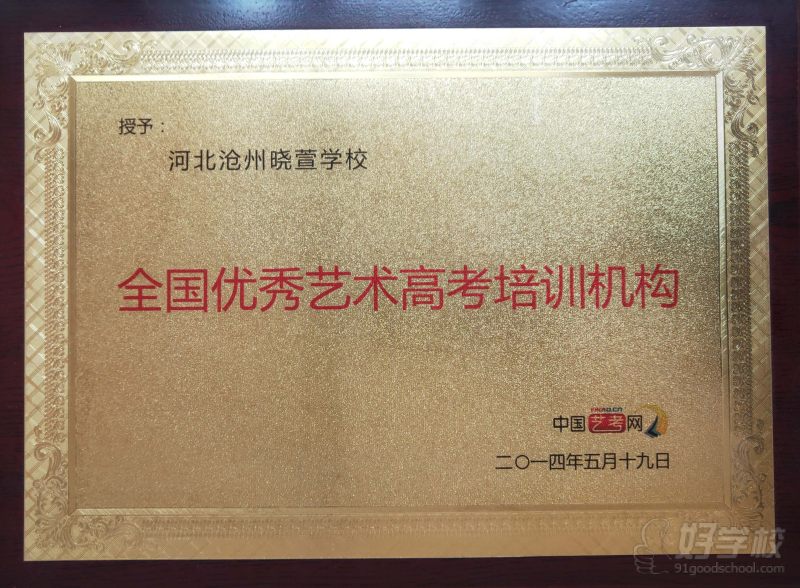 授予：
河北沧州晓萱学校
全国优秀艺术高考培训机构
YIKAO.CN
中国艺考网
二〇一四年五月十九日
好学校
91goodschool.com